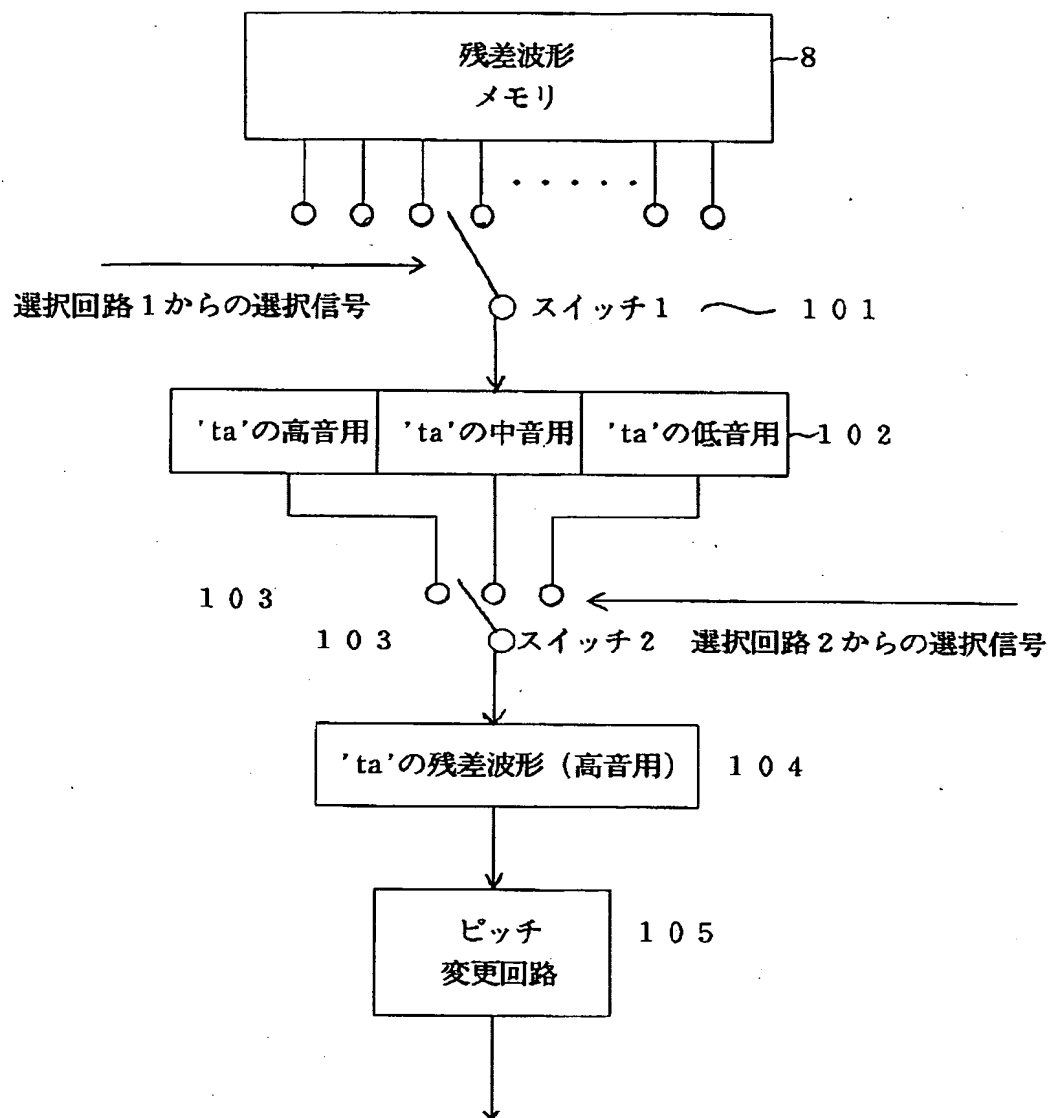 残差波形
メモリ
8
選択回路1からの選択信号
スイッチ1
101
'ta'の高音用
'ta'の中音用
'ta'の低音用
102
103
103
スイッチ2
選択回路2からの選択信号
'ta'の残差波形（高音用）
104
ピッチ
変更回路
105